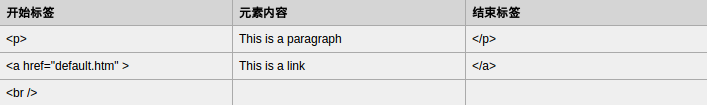 开始标签 元素内容 结束标签
<p> This is a paragraph </p>
<a href="default.htm" > This is a link </a>
<br />